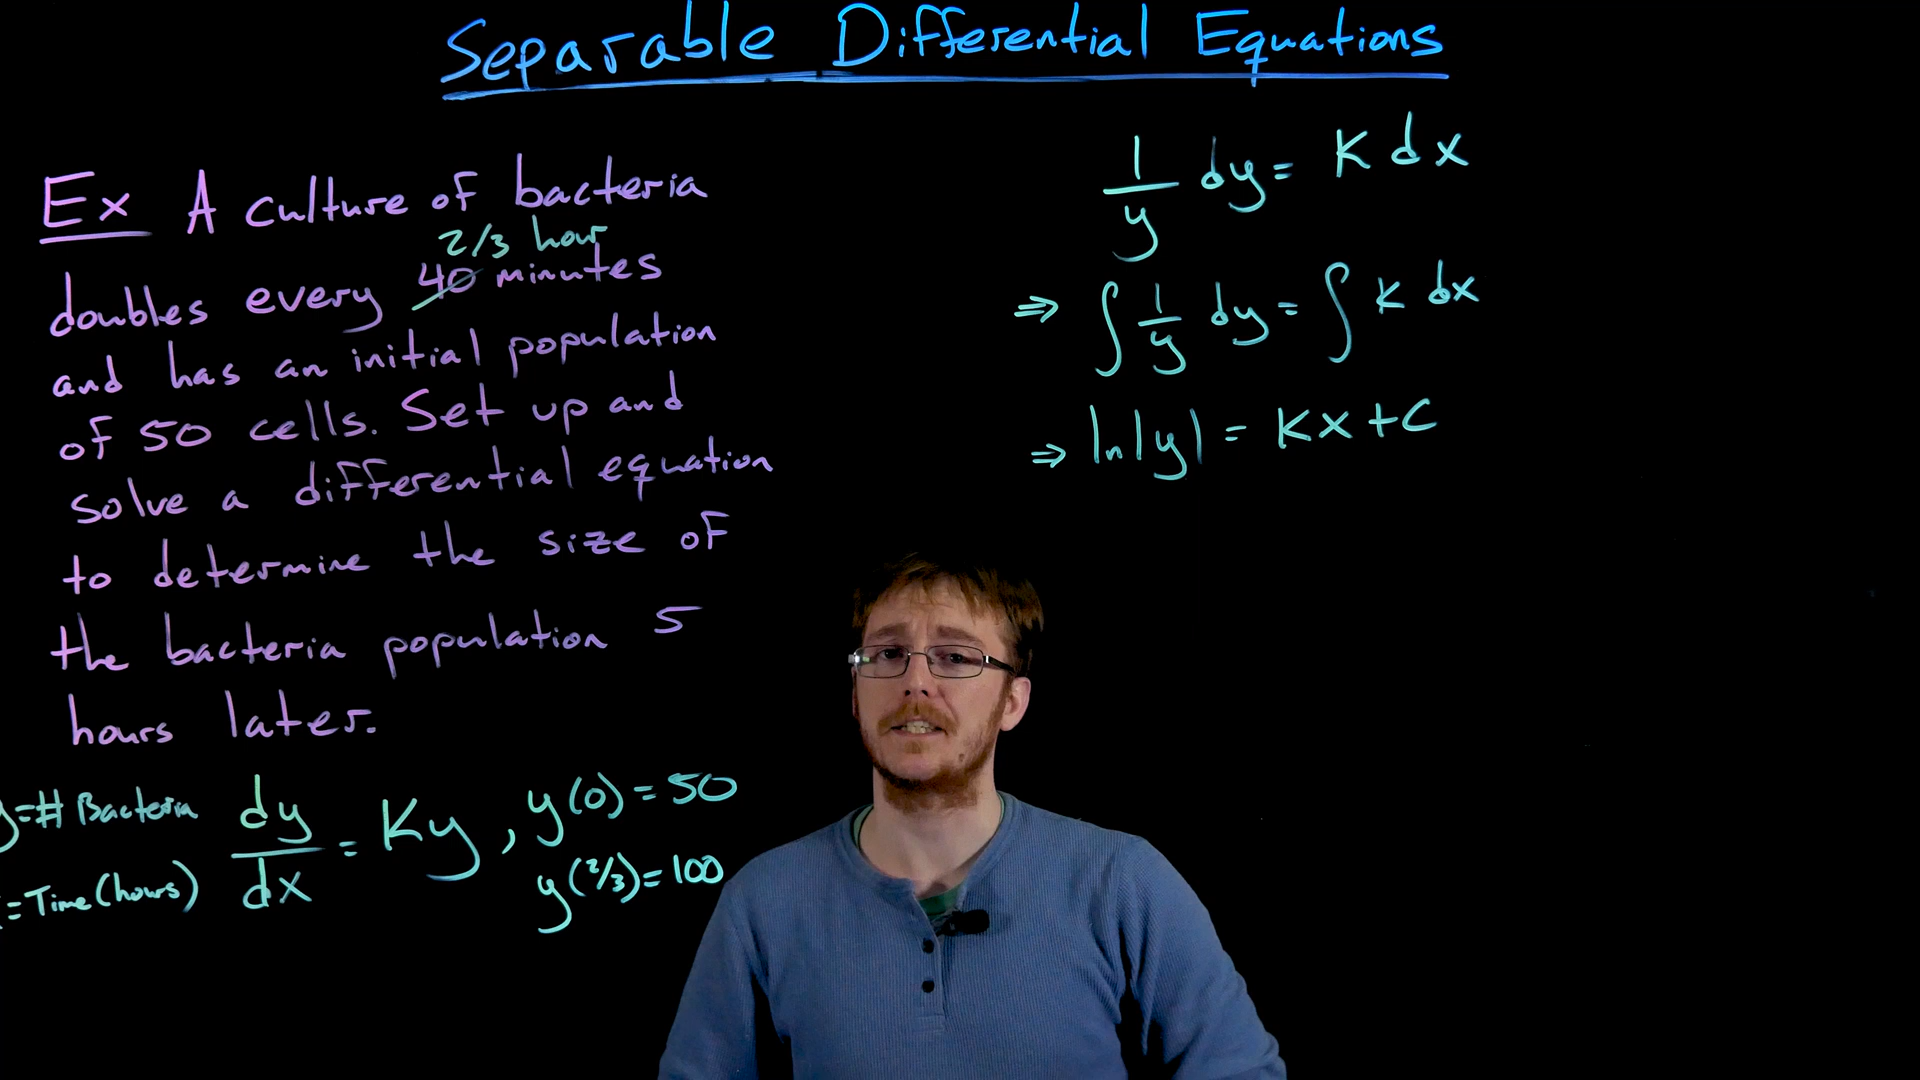 Separable Differential Equations
Ex A culture of bacteria
2/3 hour
doubles every 40 minutes
and has an initial population
of 50 cells. Set up and
solve a differential equation
to determine the size of
the bacteria population 5
hours later.
y=# Bacteria dy/dx = Ky, y(0)=50
=Time (hours) y(2/3)=100
1/y dy = K dx
⇒ ∫ 1/y dy = ∫ K dx
⇒ ln|y| = Kx + C